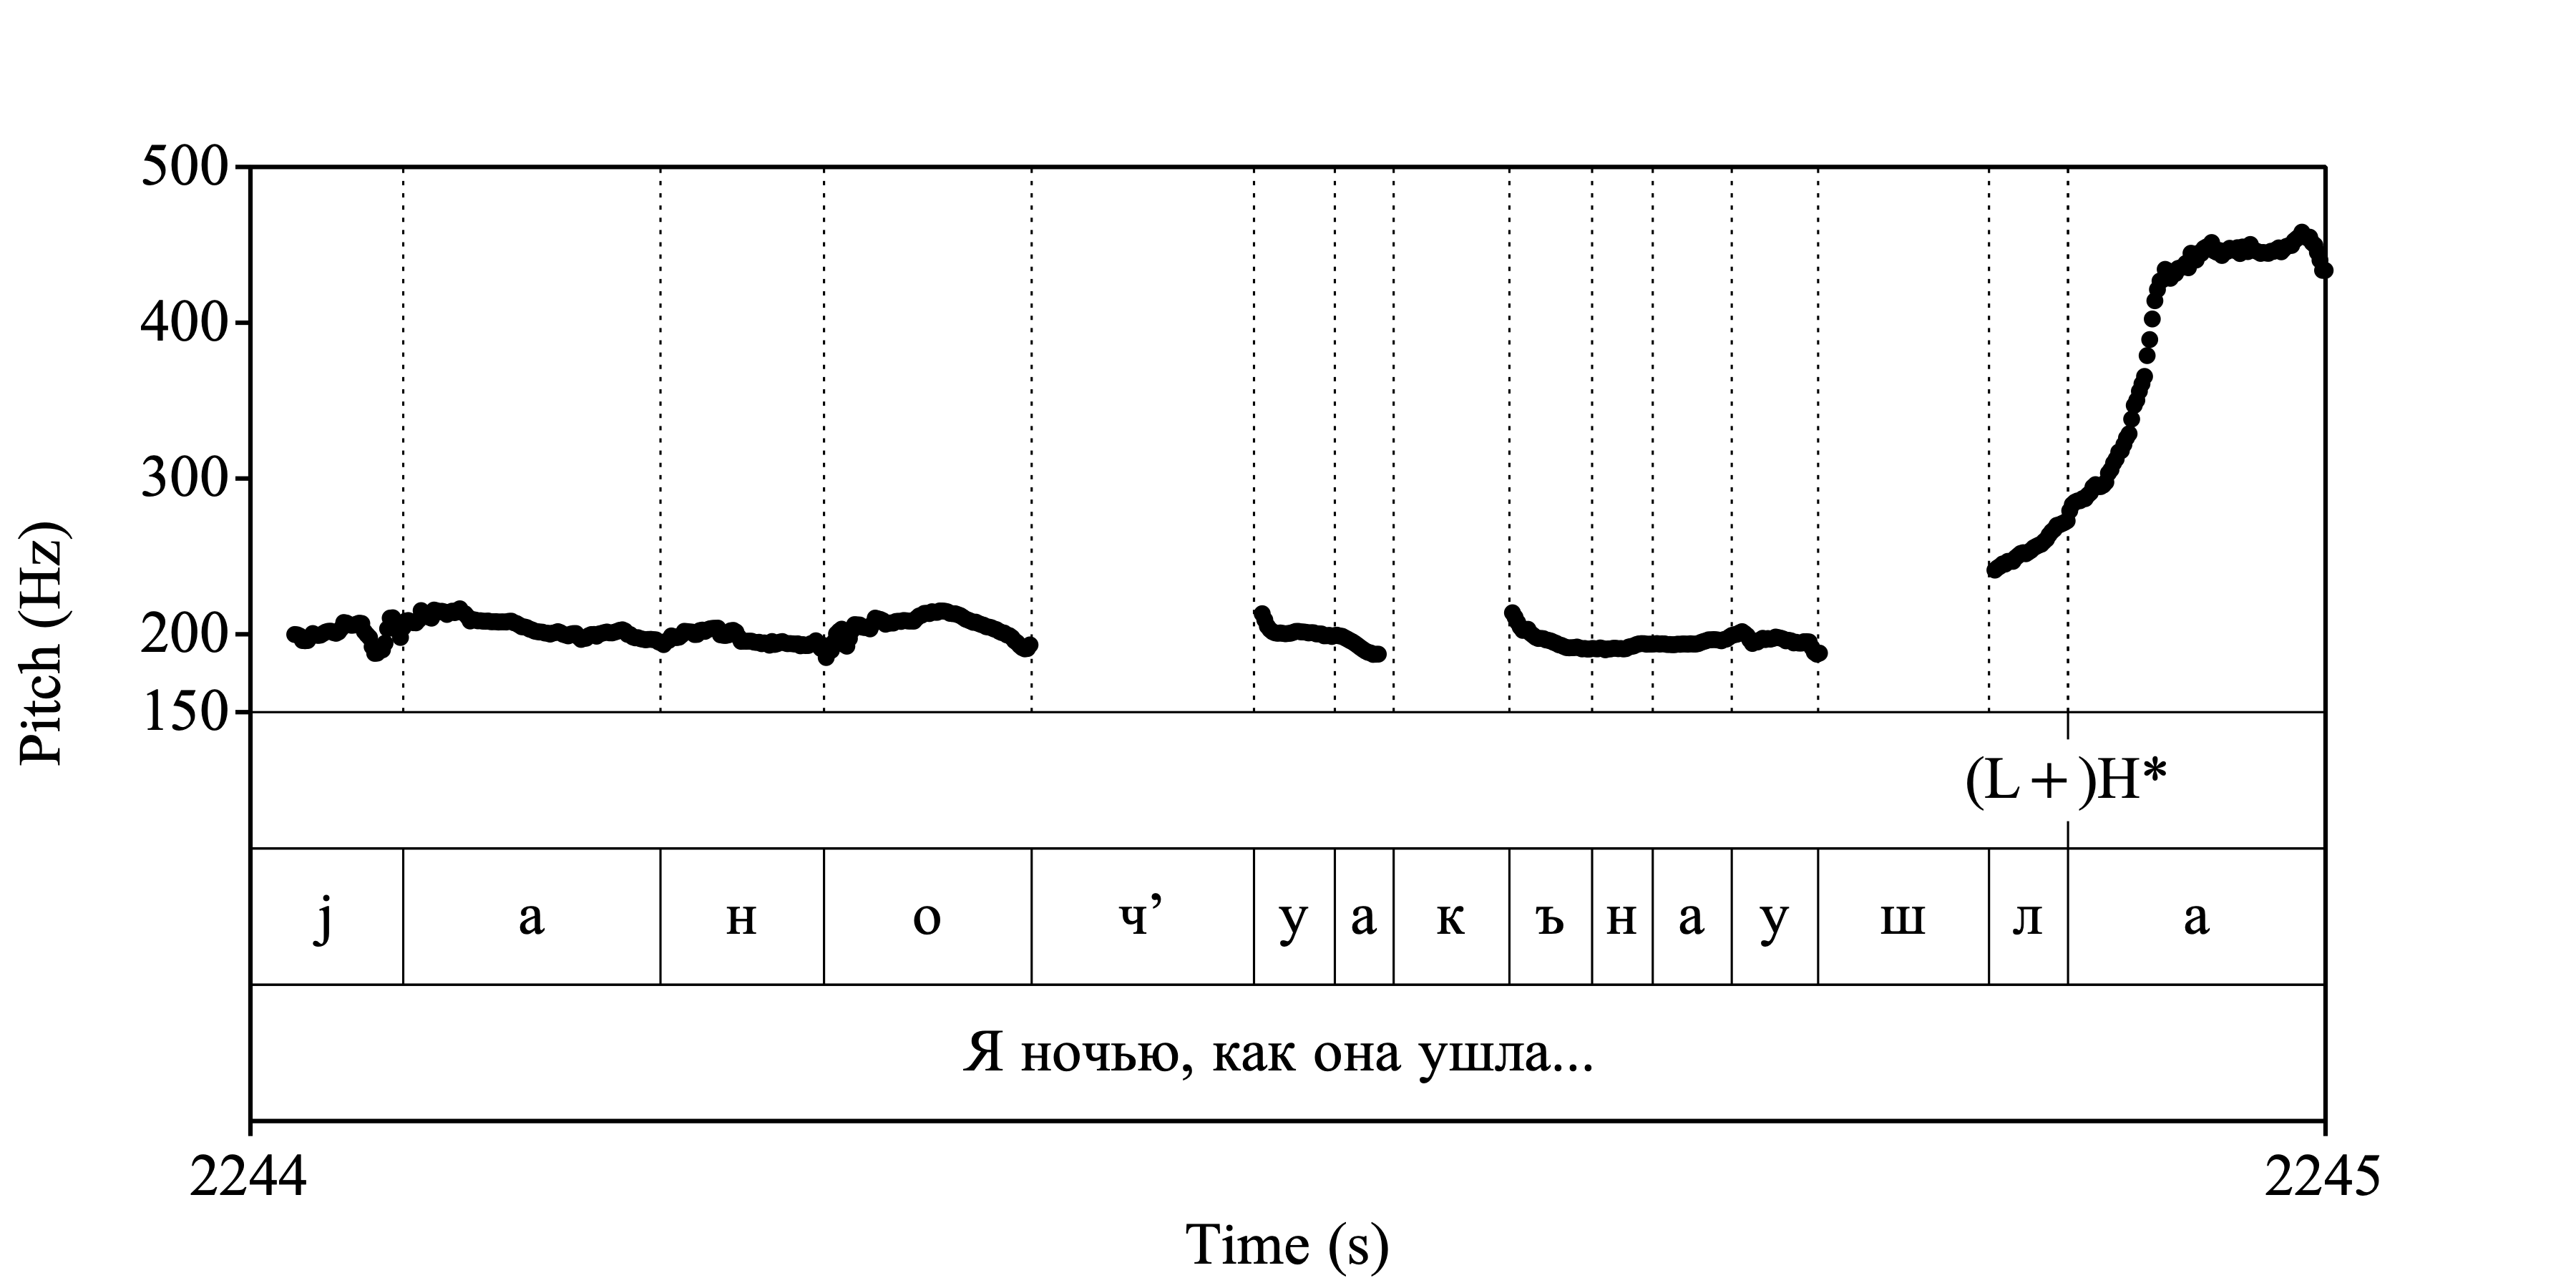 500
400
300
200
150
Pitch (Hz)
(L+)H*
j а н о ч’ у а к ъ н а у ш л а
Я ночью, как она ушла...
2244 2245
Time (s)